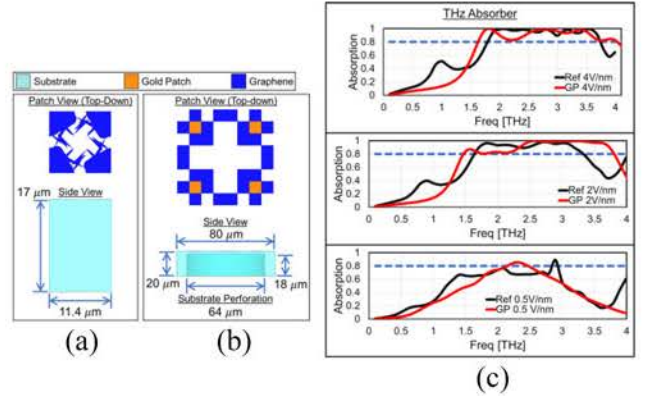 Substrate
Gold Patch
Graphene
Patch View (Top-Down)
Side View
17 μm
11.4 μm
(a)
Patch View (Top-down)
Side View
80 μm
20 μm
18 μm
Substrate Perforation
64 μm
(b)
THz Absorber
Absorption
1
0.8
0.6
0.4
0.2
0
Ref 4V/nm
GP 4V/nm
0 0.5 1 1.5 2 2.5 3 3.5 4
Freq [THz]
Absorption
1
0.8
0.6
0.4
0.2
0
Ref 2V/nm
GP 2V/nm
0 0.5 1 1.5 2 2.5 3 3.5 4
Freq [THz]
Absorption
1
0.8
0.6
0.4
0.2
0
Ref 0.5V/nm
GP 0.5 V/nm
0 0.5 1 1.5 2 2.5 3 3.5 4
Freq [THz]
(c)